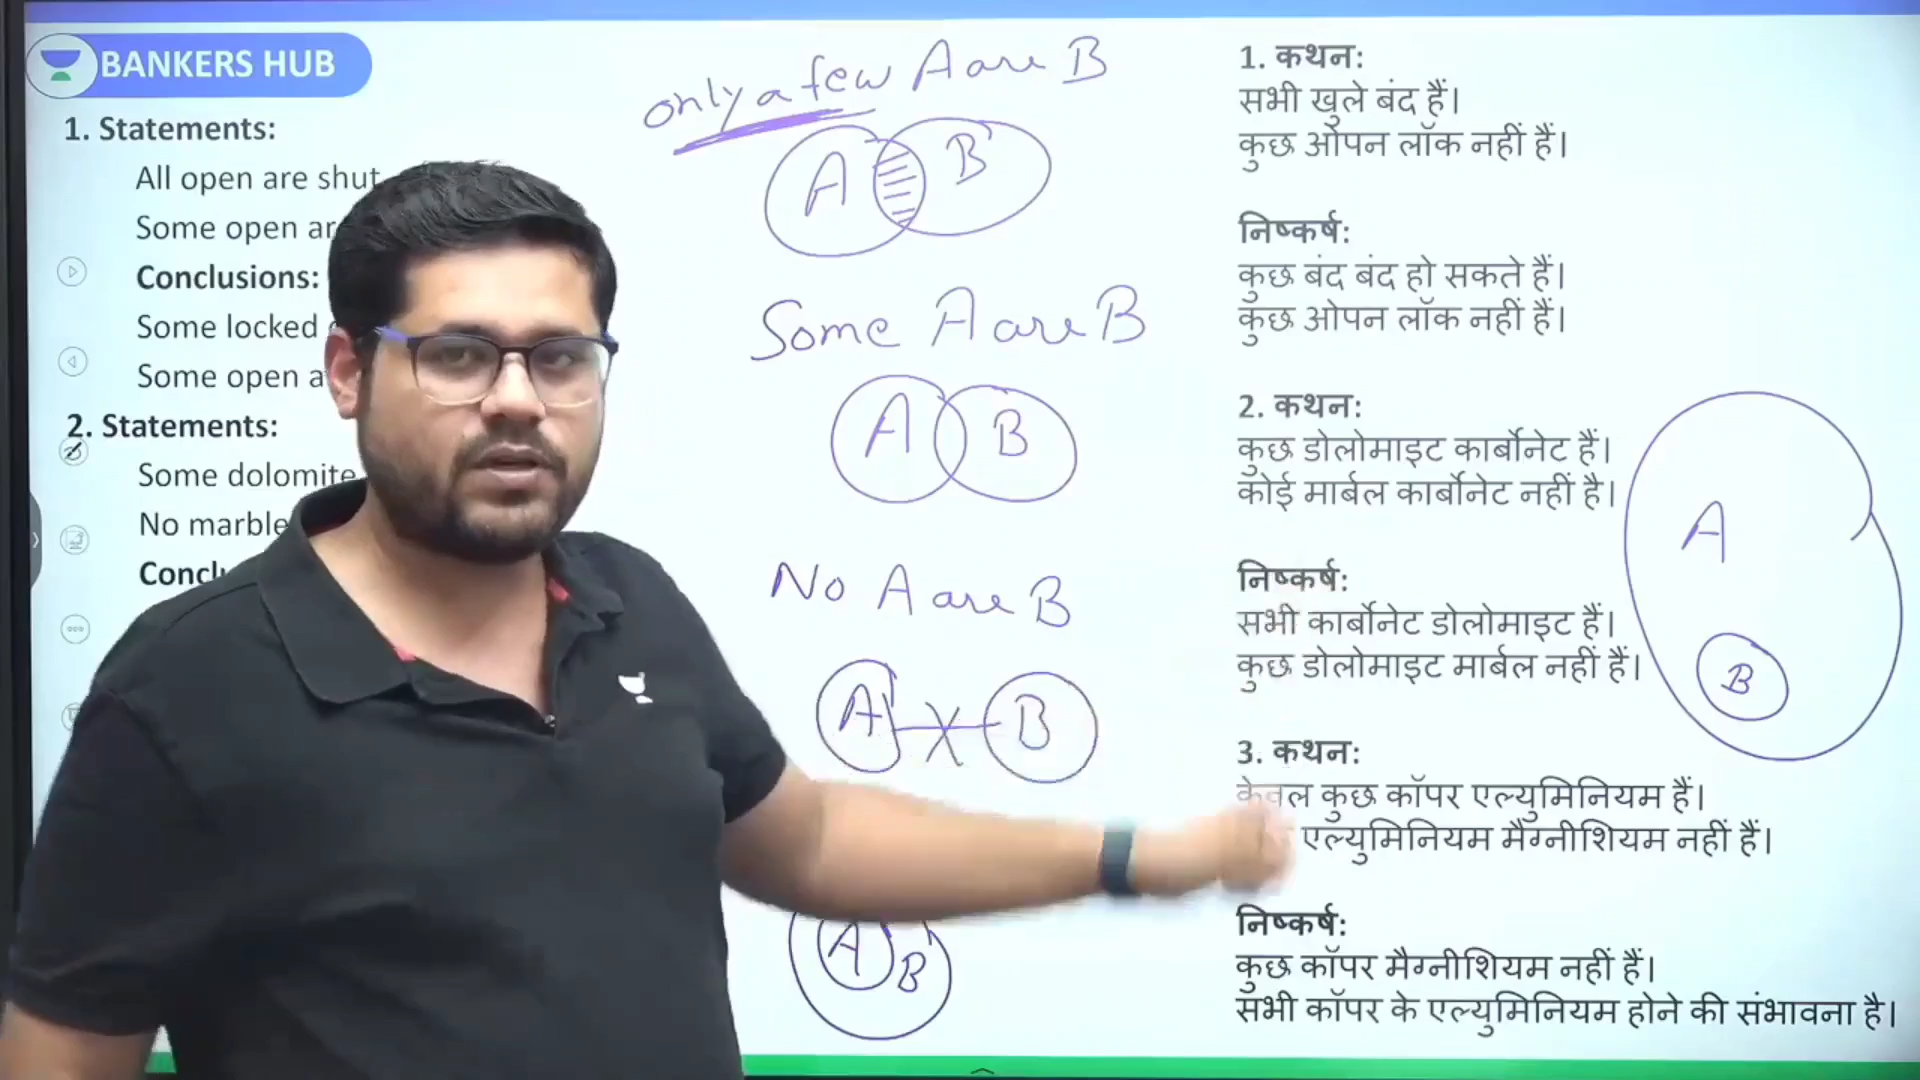 BANKERS HUB
1. Statements:
All open are shut
Some open
Conclusions:
Some locked
Some open
2. Statements:
Some dolomite
No marble
only a few A are B
A B
Some A are B
A B
No A are B
A B
A B
1. कथन:
सभी खुले बंद हैं।
कुछ ओपन लॉक नहीं हैं।
निष्कर्ष:
कुछ बंद बंद हो सकते हैं।
कुछ ओपन लॉक नहीं हैं।
2. कथन:
कुछ डोलोमाइट कार्बोनेट हैं।
कोई मार्बल कार्बोनेट नहीं है।
निष्कर्ष:
सभी कार्बोनेट डोलोमाइट हैं।
कुछ डोलोमाइट मार्बल नहीं हैं।
3. कथन:
केवल कुछ कॉपर एल्युमिनियम हैं।
एल्युमिनियम मैग्नीशियम नहीं हैं।
निष्कर्ष:
कुछ कॉपर मैग्नीशियम नहीं हैं।
सभी कॉपर के एल्युमिनियम होने की संभावना है।
A
B